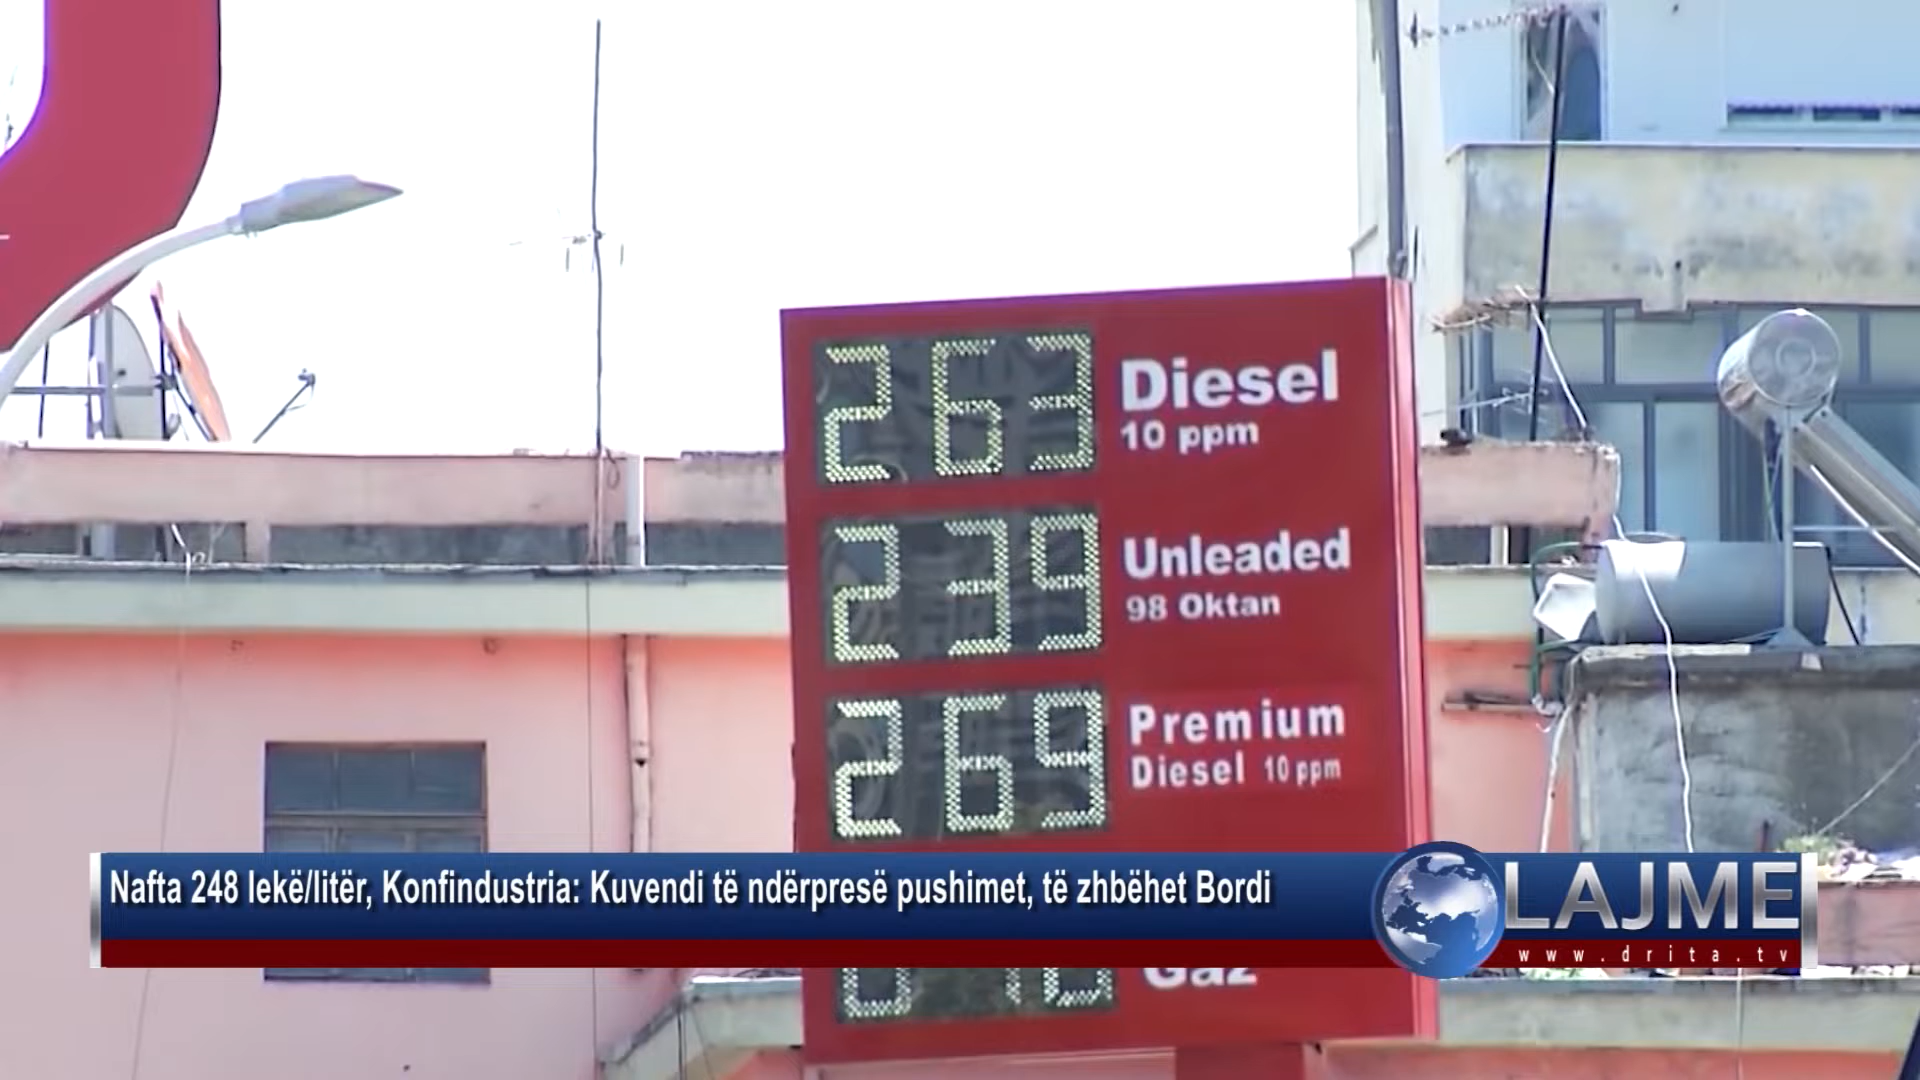 263 Diesel
10 ppm
239 Unleaded
98 Oktan
269 Premium
Diesel 10 ppm
Nafta 248 lekë/litër, Konfindustria: Kuvendi të ndërpresë pushimet, të zhbëhet Bordi
LAJME
www.drita.tv
Gaz